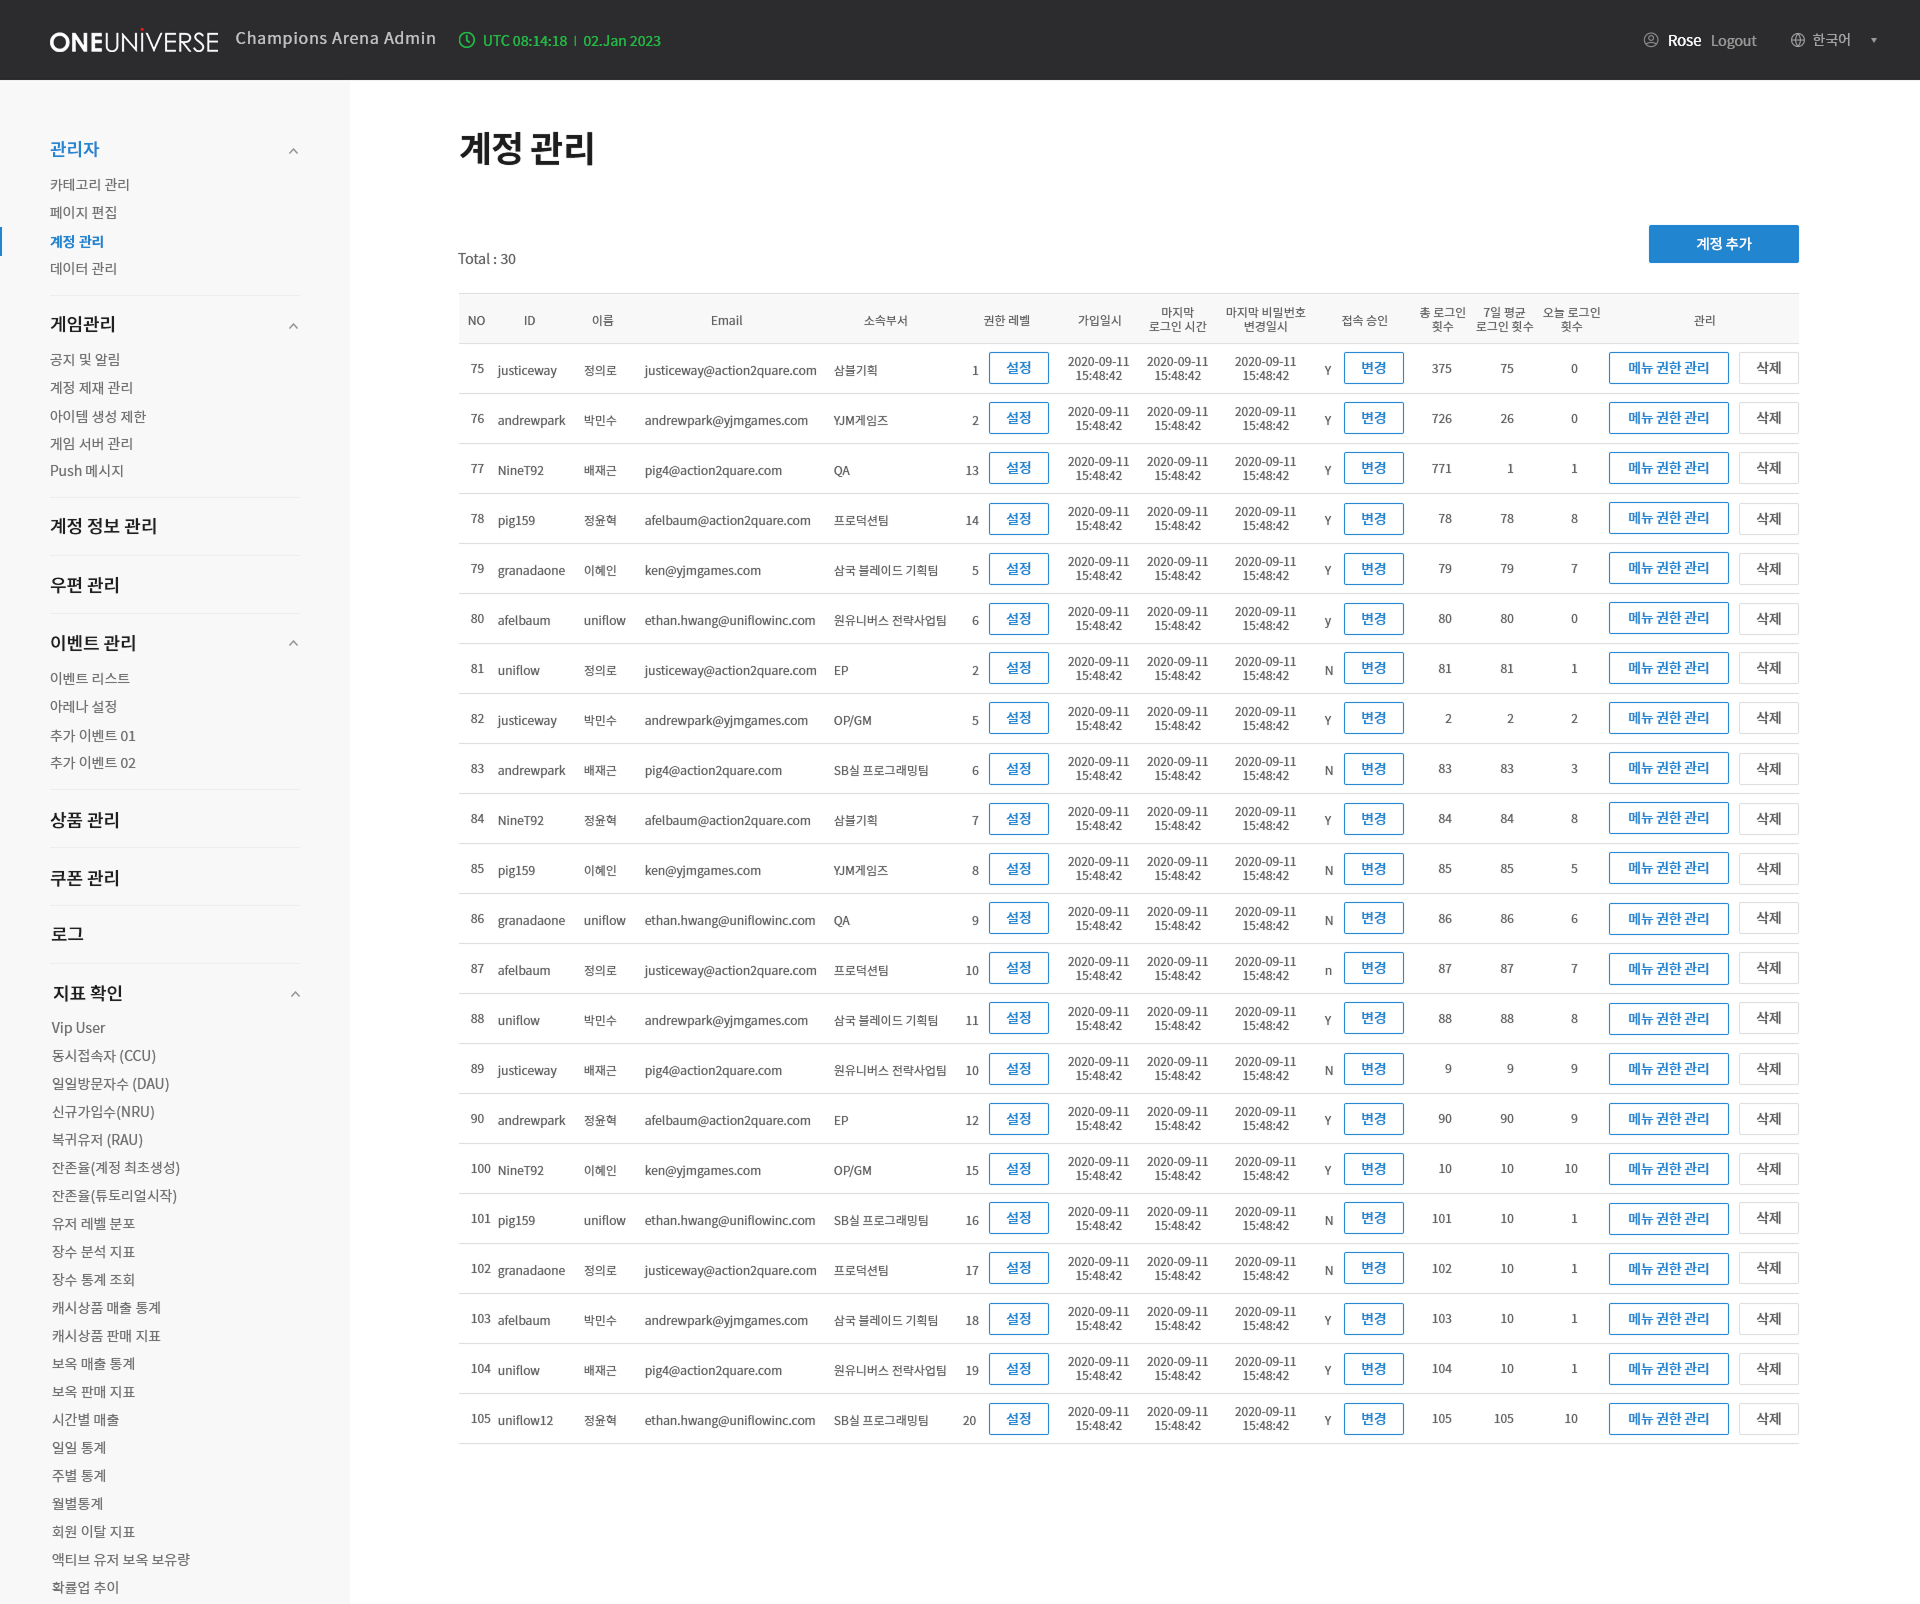 ONEUNIVERSE Champions Arena Admin UTC 08:14:18 | 02.Jan 2023 Rose Logout 한국어
관리자
카테고리 관리
페이지 편집
계정 관리
데이터 관리
게임관리
공지 및 알림
계정 제재 관리
아이템 생성 제한
게임 서버 관리
Push 메시지
계정 정보 관리
우편 관리
이벤트 관리
이벤트 리스트
아레나 설정
추가 이벤트 01
추가 이벤트 02
상품 관리
쿠폰 관리
로그
지표 확인
Vip User
동시접속자 (CCU)
일일방문자수 (DAU)
신규가입수(NRU)
복귀유저 (RAU)
잔존율(계정 최초생성)
잔존율(튜토리얼시작)
유저 레벨 분포
장수 분석 지표
장수 통계 조회
캐시상품 매출 통계
캐시상품 판매 지표
보옥 매출 통계
보옥 판매 지표
시간별 매출
일일 통계
주별 통계
월별통계
회원 이탈 지표
액티브 유저 보옥 보유량
확률업 추이
계정 관리
Total : 30
계정 추가
NO ID 이름 Email 소속부서 권한 레벨 가입일시 마지막 로그인 시간 마지막 비밀번호 변경일시 접속 승인 총 로그인 횟수 7일 평균 로그인 횟수 오늘 로그인 횟수 관리
75 justiceway 정의로 justiceway@action2quare.com 삼블기획 1 설정 2020-09-11 15:48:42 2020-09-11 15:48:42 2020-09-11 15:48:42 Y 변경 375 75 0 메뉴 권한 관리 삭제
76 andrewpark 박민수 andrewpark@yjmgames.com YJM게임즈 2 설정 2020-09-11 15:48:42 2020-09-11 15:48:42 2020-09-11 15:48:42 Y 변경 726 26 0 메뉴 권한 관리 삭제
77 NineT92 배재근 pig4@action2quare.com QA 13 설정 2020-09-11 15:48:42 2020-09-11 15:48:42 2020-09-11 15:48:42 Y 변경 771 1 1 메뉴 권한 관리 삭제
78 pig159 정윤혁 afelbaum@action2quare.com 프로덕션팀 14 설정 2020-09-11 15:48:42 2020-09-11 15:48:42 2020-09-11 15:48:42 Y 변경 78 78 8 메뉴 권한 관리 삭제
79 granadaone 이혜인 ken@yjmgames.com 삼국 블레이드 기획팀 5 설정 2020-09-11 15:48:42 2020-09-11 15:48:42 2020-09-11 15:48:42 Y 변경 79 79 7 메뉴 권한 관리 삭제
80 afelbaum uniflow ethan.hwang@uniflowinc.com 원유니버스 전략사업팀 6 설정 2020-09-11 15:48:42 2020-09-11 15:48:42 2020-09-11 15:48:42 y 변경 80 80 0 메뉴 권한 관리 삭제
81 uniflow 정의로 justiceway@action2quare.com EP 2 설정 2020-09-11 15:48:42 2020-09-11 15:48:42 2020-09-11 15:48:42 N 변경 81 81 1 메뉴 권한 관리 삭제
82 justiceway 박민수 andrewpark@yjmgames.com OP/GM 5 설정 2020-09-11 15:48:42 2020-09-11 15:48:42 2020-09-11 15:48:42 Y 변경 2 2 2 메뉴 권한 관리 삭제
83 andrewpark 배재근 pig4@action2quare.com SB실 프로그래밍팀 6 설정 2020-09-11 15:48:42 2020-09-11 15:48:42 2020-09-11 15:48:42 N 변경 83 83 3 메뉴 권한 관리 삭제
84 NineT92 정윤혁 afelbaum@action2quare.com 삼블기획 7 설정 2020-09-11 15:48:42 2020-09-11 15:48:42 2020-09-11 15:48:42 Y 변경 84 84 8 메뉴 권한 관리 삭제
85 pig159 이혜인 ken@yjmgames.com YJM게임즈 8 설정 2020-09-11 15:48:42 2020-09-11 15:48:42 2020-09-11 15:48:42 N 변경 85 85 5 메뉴 권한 관리 삭제
86 granadaone uniflow ethan.hwang@uniflowinc.com QA 9 설정 2020-09-11 15:48:42 2020-09-11 15:48:42 2020-09-11 15:48:42 N 변경 86 86 6 메뉴 권한 관리 삭제
87 afelbaum 정의로 justiceway@action2quare.com 프로덕션팀 10 설정 2020-09-11 15:48:42 2020-09-11 15:48:42 2020-09-11 15:48:42 n 변경 87 87 7 메뉴 권한 관리 삭제
88 uniflow 박민수 andrewpark@yjmgames.com 삼국 블레이드 기획팀 11 설정 2020-09-11 15:48:42 2020-09-11 15:48:42 2020-09-11 15:48:42 Y 변경 88 88 8 메뉴 권한 관리 삭제
89 justiceway 배재근 pig4@action2quare.com 원유니버스 전략사업팀 10 설정 2020-09-11 15:48:42 2020-09-11 15:48:42 2020-09-11 15:48:42 N 변경 9 9 9 메뉴 권한 관리 삭제
90 andrewpark 정윤혁 afelbaum@action2quare.com EP 12 설정 2020-09-11 15:48:42 2020-09-11 15:48:42 2020-09-11 15:48:42 Y 변경 90 90 9 메뉴 권한 관리 삭제
100 NineT92 이혜인 ken@yjmgames.com OP/GM 15 설정 2020-09-11 15:48:42 2020-09-11 15:48:42 2020-09-11 15:48:42 Y 변경 10 10 10 메뉴 권한 관리 삭제
101 pig159 uniflow ethan.hwang@uniflowinc.com SB실 프로그래밍팀 16 설정 2020-09-11 15:48:42 2020-09-11 15:48:42 2020-09-11 15:48:42 N 변경 101 10 1 메뉴 권한 관리 삭제
102 granadaone 정의로 justiceway@action2quare.com 프로덕션팀 17 설정 2020-09-11 15:48:42 2020-09-11 15:48:42 2020-09-11 15:48:42 N 변경 102 10 1 메뉴 권한 관리 삭제
103 afelbaum 박민수 andrewpark@yjmgames.com 삼국 블레이드 기획팀 18 설정 2020-09-11 15:48:42 2020-09-11 15:48:42 2020-09-11 15:48:42 Y 변경 103 10 1 메뉴 권한 관리 삭제
104 uniflow 배재근 pig4@action2quare.com 원유니버스 전략사업팀 19 설정 2020-09-11 15:48:42 2020-09-11 15:48:42 2020-09-11 15:48:42 Y 변경 104 10 1 메뉴 권한 관리 삭제
105 uniflow12 정윤혁 ethan.hwang@uniflowinc.com SB실 프로그래밍팀 20 설정 2020-09-11 15:48:42 2020-09-11 15:48:42 2020-09-11 15:48:42 Y 변경 105 105 10 메뉴 권한 관리 삭제